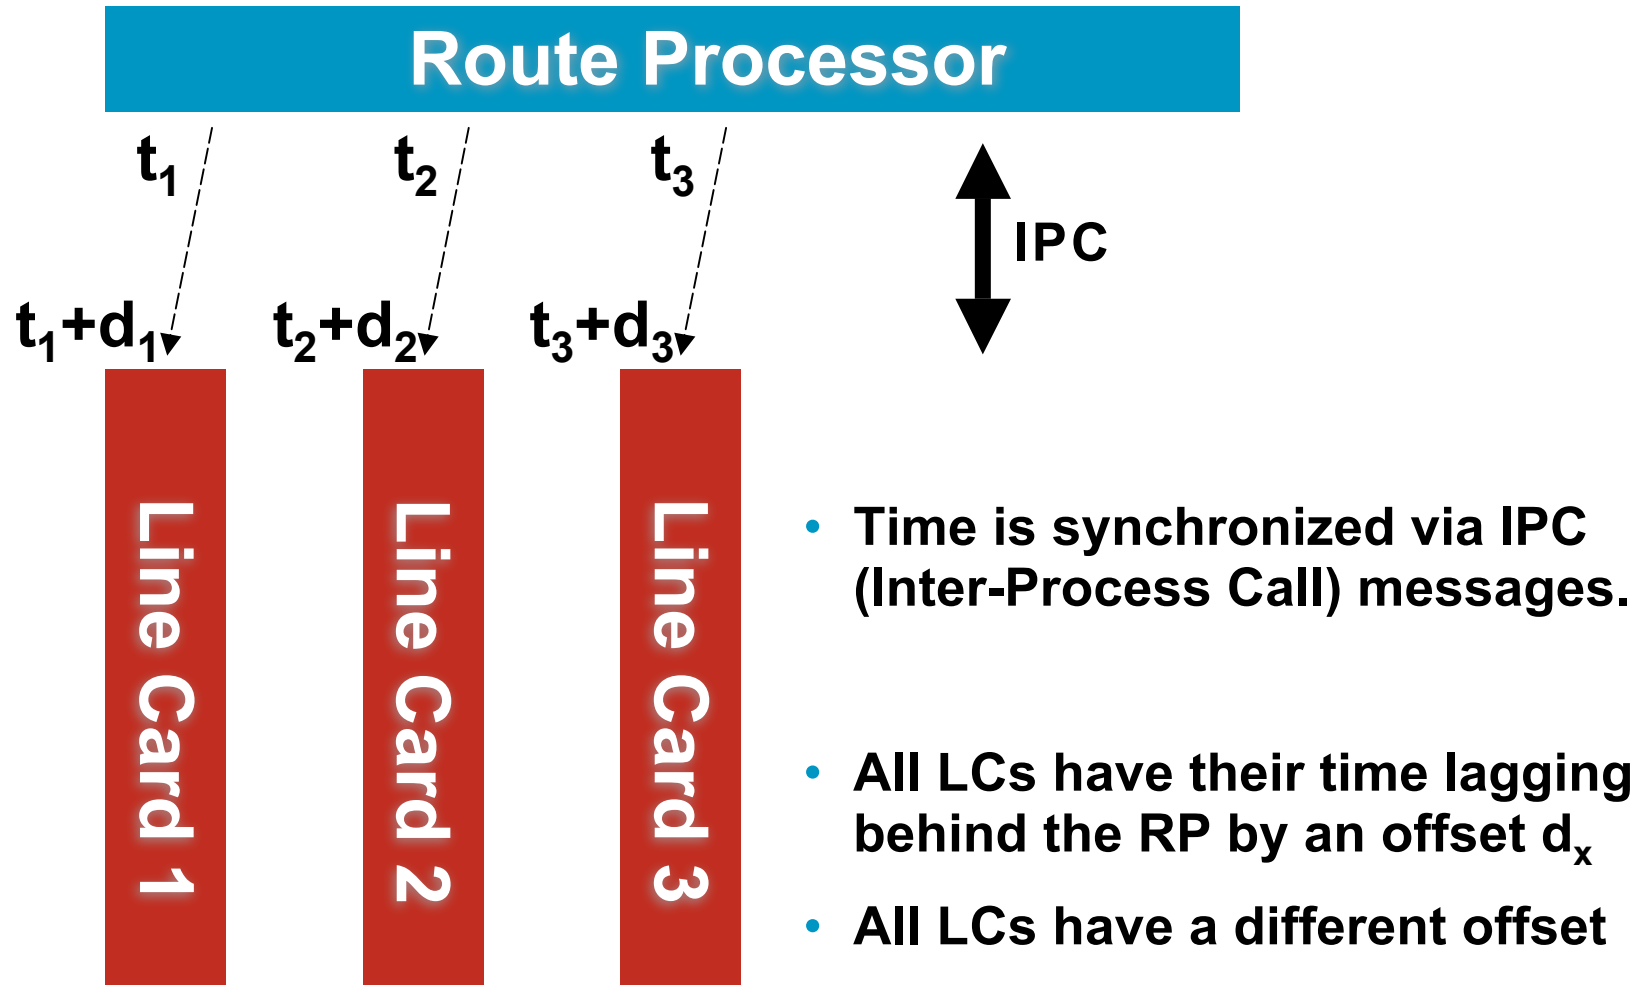 Route Processor
t₁ t₂ t₃
IPC
t₁+d₁ t₂+d₂ t₃+d₃
Line Card 1
Line Card 2
Line Card 3
• Time is synchronized via IPC
(Inter-Process Call) messages.
• All LCs have their time lagging
behind the RP by an offset dₓ
• All LCs have a different offset